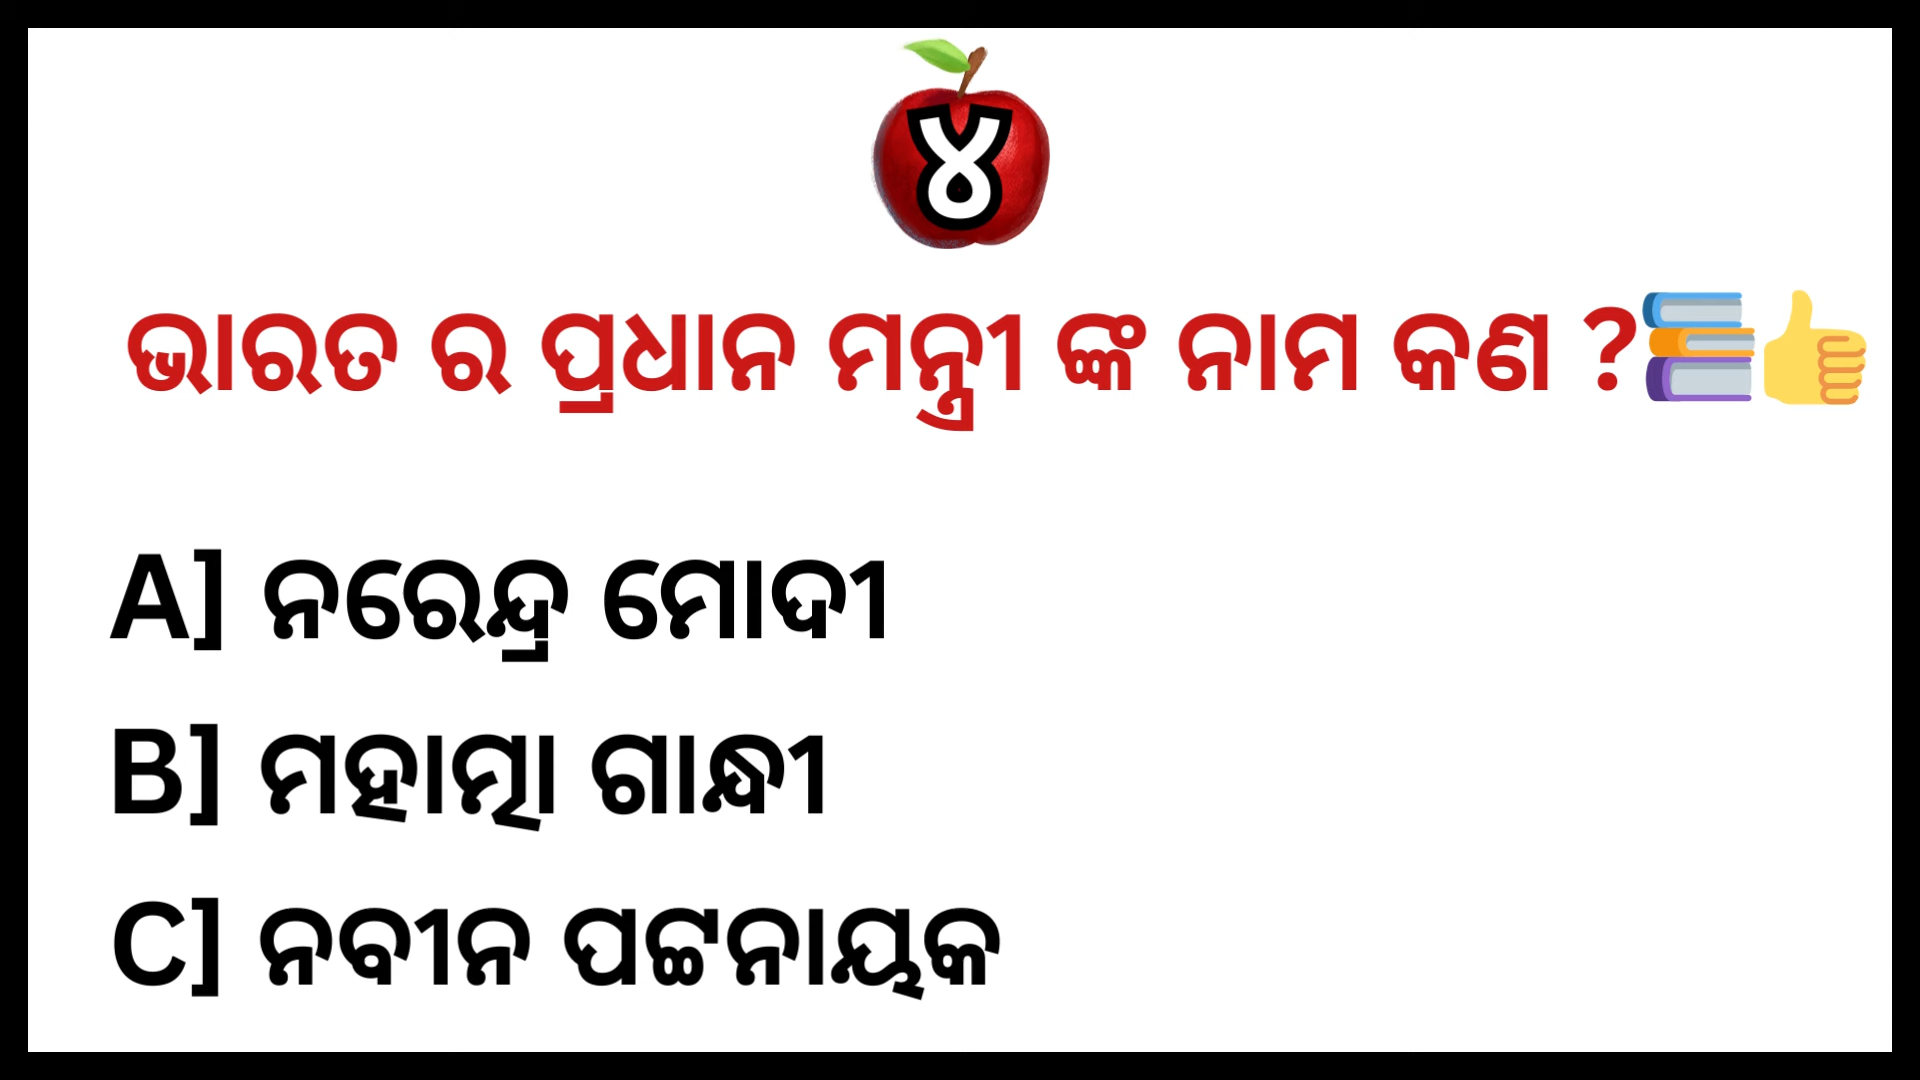 ୪
ଭାରତ ର ପ୍ରଧାନ ମନ୍ତ୍ରୀ ଙ୍କ ନାମ କଣ ?📚👍
A] ନରେନ୍ଦ୍ର ମୋଦୀ
B] ମହାତ୍ମା ଗାନ୍ଧୀ
C] ନବୀନ ପଟ୍ଟନାୟକ